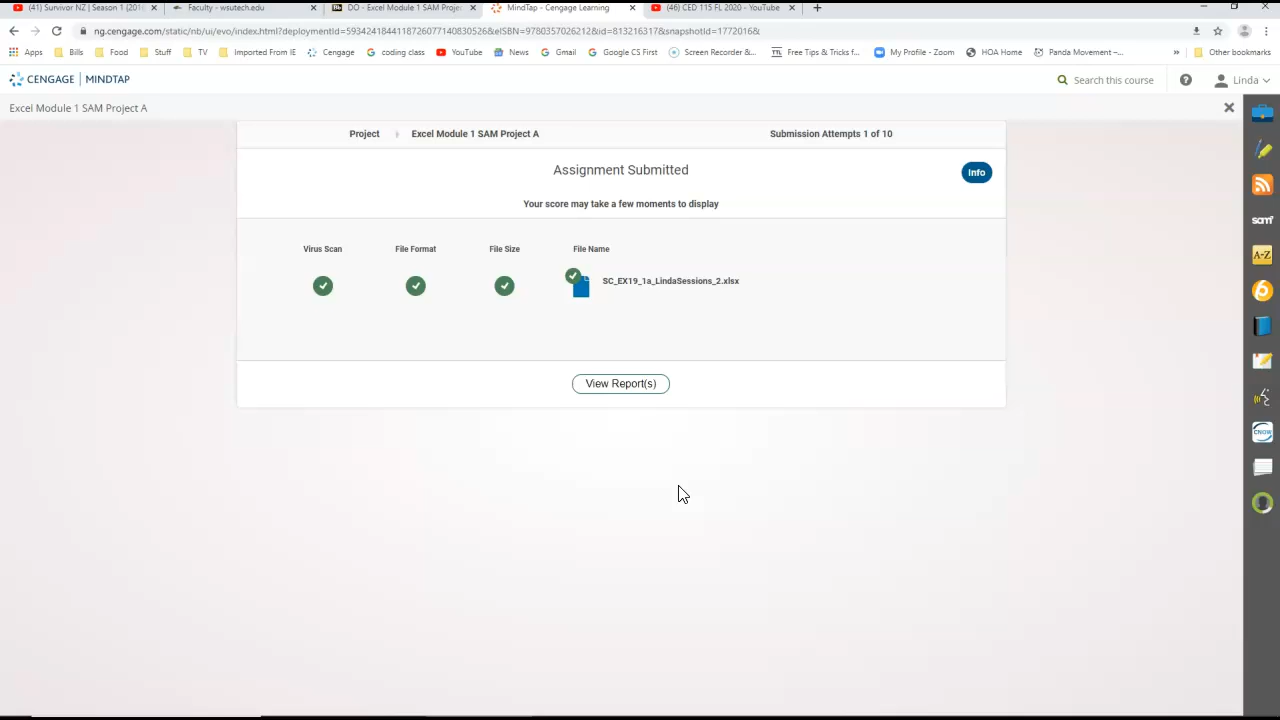 (41) Survivor NZ | Season 1 (2016
Faculty - wsutech.edu
DO - Excel Module 1 SAM Projec
MindTap - Cengage Learning
(46) CED 115 FL 2020 - YouTube
ng.cengage.com/static/nb/ui/evo/index.html?deploymentId=59342418441187260771408305268&eISBN=9780357026212&id=813216317&snapshotId=1772016&
Apps
Bills
Food
Stuff
TV
Imported From IE
Cengage
coding class
YouTube
News
Gmail
Google CS First
Screen Recorder &...
Free Tips & Tricks f...
My Profile - Zoom
HOA Home
Panda Movement –...
»
Other bookmarks
CENGAGE | MINDTAP
Search this course
?
Linda
Excel Module 1 SAM Project A
Project
Excel Module 1 SAM Project A
Submission Attempts 1 of 10
Assignment Submitted
Info
Your score may take a few moments to display
Virus Scan
File Format
File Size
File Name
SC_EX19_1a_LindaSessions_2.xlsx
View Report(s)
sam
A-Z
CNOW